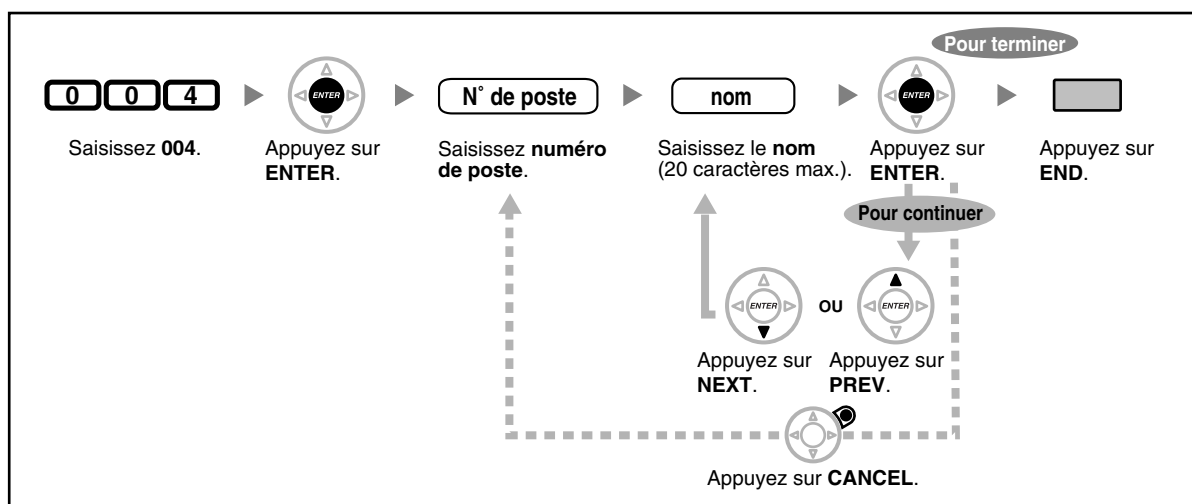 Pour terminer
0 0 4
ENTER
N° de poste
nom
ENTER
Saisissez 004.
Appuyez sur
ENTER.
Saisissez numéro
de poste.
Saisissez le nom
(20 caractères max.).
Appuyez sur
ENTER.
Appuyez sur
END.
Pour continuer
ENTER
OU
ENTER
Appuyez sur
NEXT.
Appuyez sur
PREV.
Appuyez sur CANCEL.